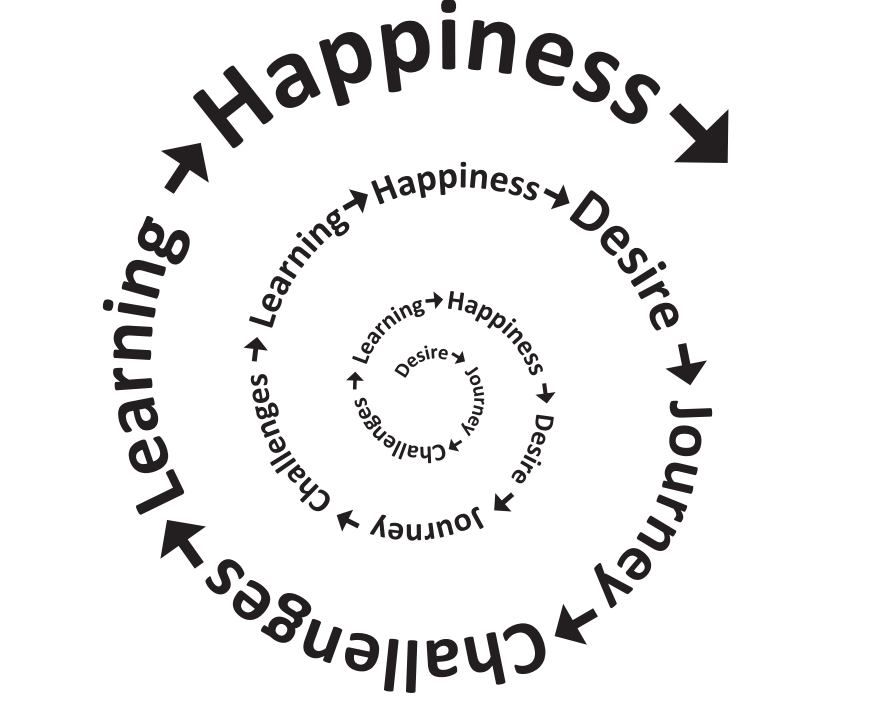 Desire → Journey → Challenges → Learning → Happiness → Desire → Journey → Challenges → Learning → Happiness → Desire → Journey → Challenges → Learning → Happiness →